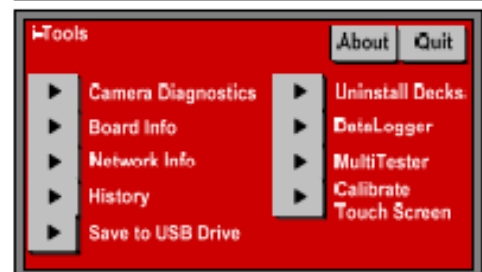 i-Tools
About
Quit
Camera Diagnostics
Board Info
Network Info
History
Save to USB Drive
Uninstall Decks
DataLogger
MultiTester
Calibrate
Touch Screen